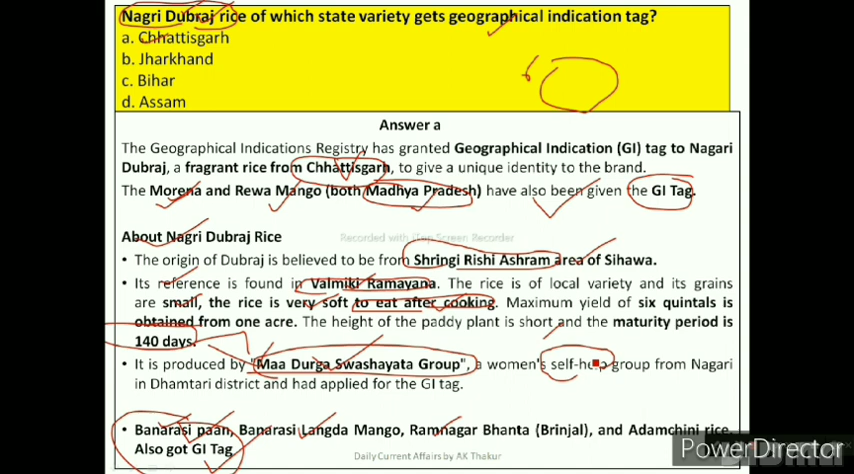 Nagri Dubraj rice of which state variety gets geographical indication tag?
a. Chhattisgarh
b. Jharkhand
c. Bihar
d. Assam
Answer a
The Geographical Indications Registry has granted Geographical Indication (GI) tag to Nagari
Dubraj, a fragrant rice from Chhattisgarh, to give a unique identity to the brand.
The Morena and Rewa Mango (both Madhya Pradesh) have also been given the GI Tag.
About Nagri Dubraj Rice
Recorded with iTop Screen Recorder
• The origin of Dubraj is believed to be from Shringi Rishi Ashram area of Sihawa.
• Its reference is found in Valmiki Ramayana. The rice is of local variety and its grains
are small, the rice is very soft to eat after cooking. Maximum yield of six quintals is
obtained from one acre. The height of the paddy plant is short and the maturity period is
140 days.
• It is produced by "Maa Durga Swashayata Group", a women's self-help group from Nagari
in Dhamtari district and had applied for the GI tag.
• Banarasi paan, Banarasi Langda Mango, Ramnagar Bhanta (Brinjal), and Adamchini rice.
Also got GI Tag
Daily Current Affairs by AK Thakur
PowerDirector